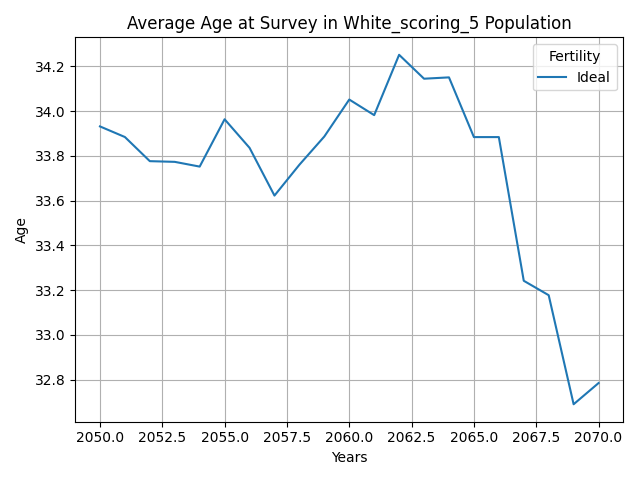 Average Age at Survey in White_scoring_5 Population
Fertility
Ideal
Age
34.2
34.0
33.8
33.6
33.4
33.2
33.0
32.8
2050.0 2052.5 2055.0 2057.5 2060.0 2062.5 2065.0 2067.5 2070.0
Years